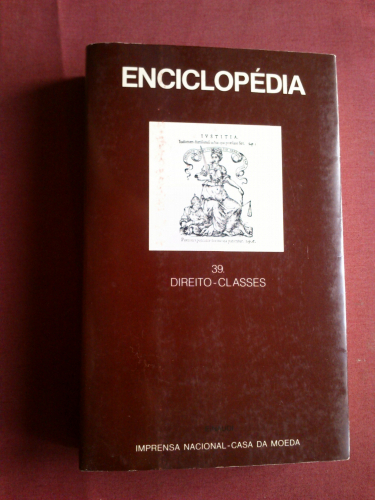 ENCICLOPÉDIA
IVSTITIA
39.
DIREITO-CLASSES
IMPRENSA NACIONAL-CASA DA MOEDA